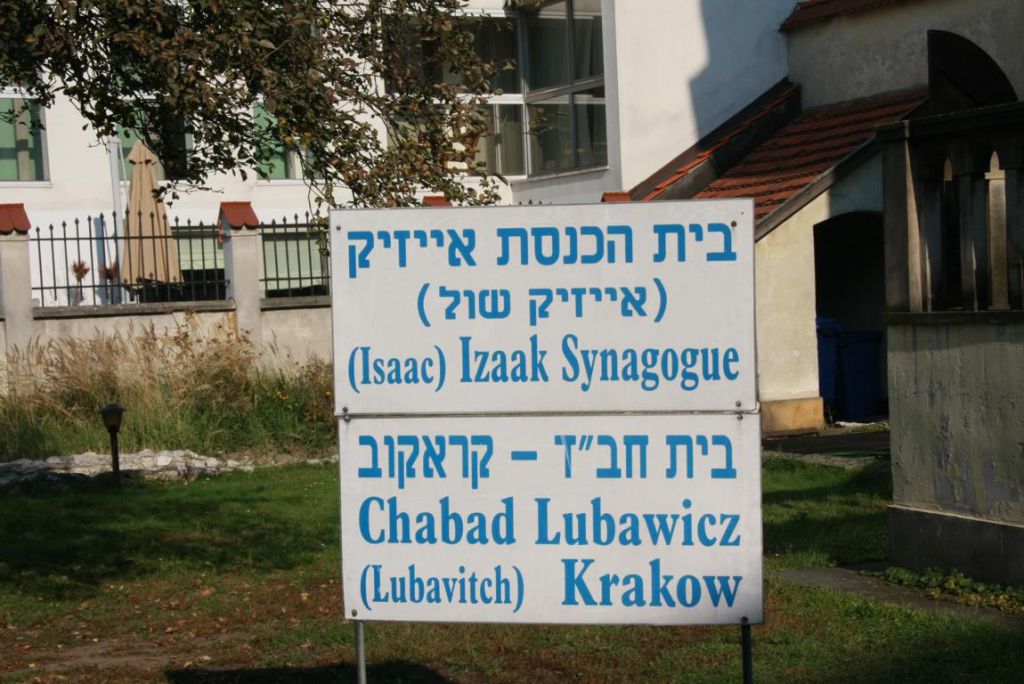 בית הכנסת אייזיק
(אייזיק שול)
(Isaac) Izaak Synagogue
בית חב״ד – קראקוב
Chabad Lubawicz
(Lubavitch) Krakow